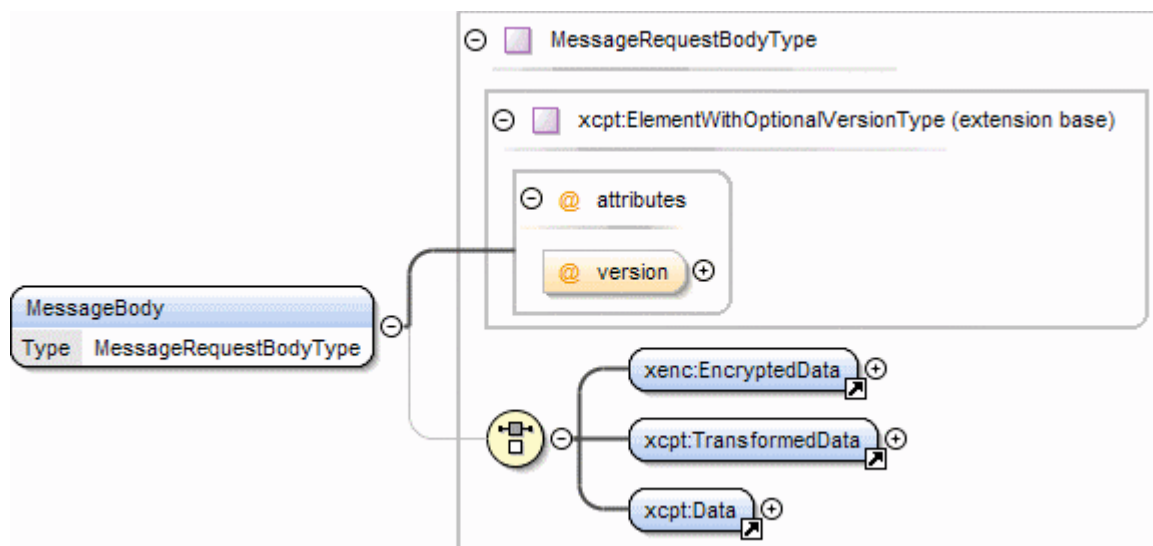 MessageRequestBodyType
xcpt:ElementWithOptionalVersionType (extension base)
@ attributes
@ version
MessageBody
Type MessageRequestBodyType
xenc:EncryptedData
xcpt:TransformedData
xcpt:Data